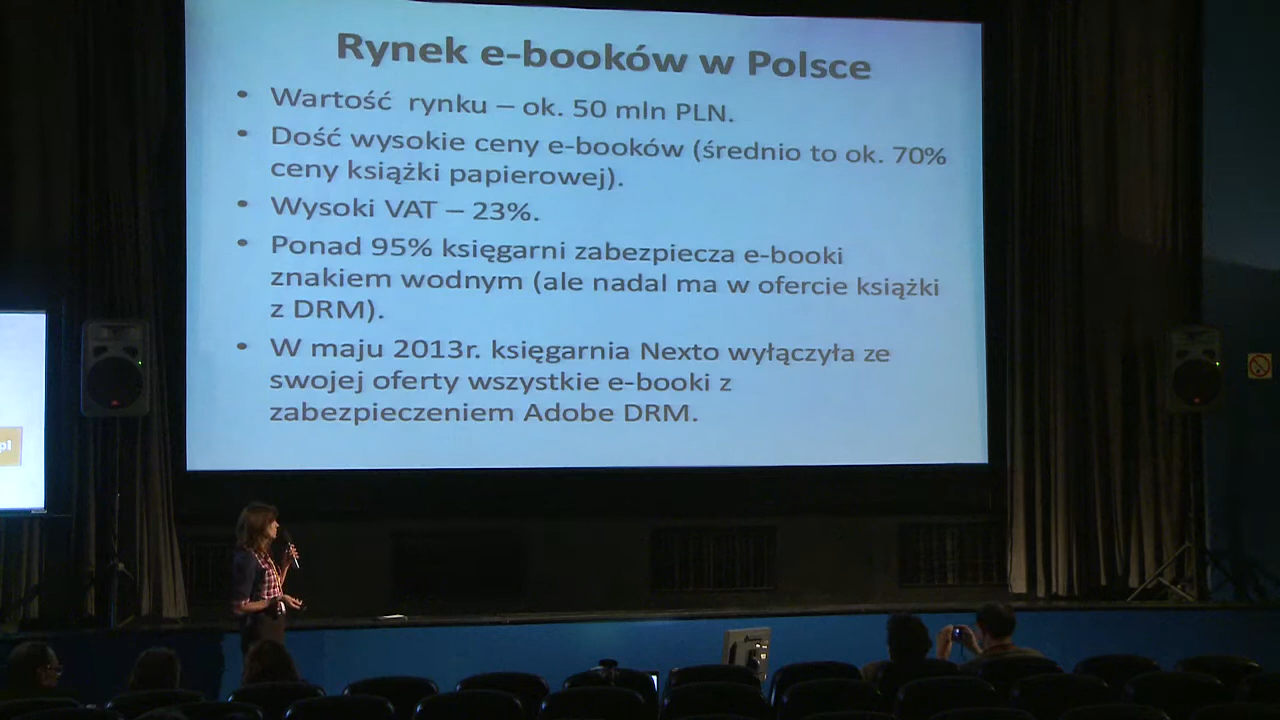 Rynek e-booków w Polsce
• Wartość rynku – ok. 50 mln PLN.
• Dość wysokie ceny e-booków (średnio to ok. 70%
ceny książki papierowej).
• Wysoki VAT – 23%.
• Ponad 95% księgarni zabezpiecza e-booki
znakiem wodnym (ale nadal ma w ofercie książki
z DRM).
• W maju 2013r. księgarnia Nexto wyłączyła ze
swojej oferty wszystkie e-booki z
zabezpieczeniem Adobe DRM.
pl